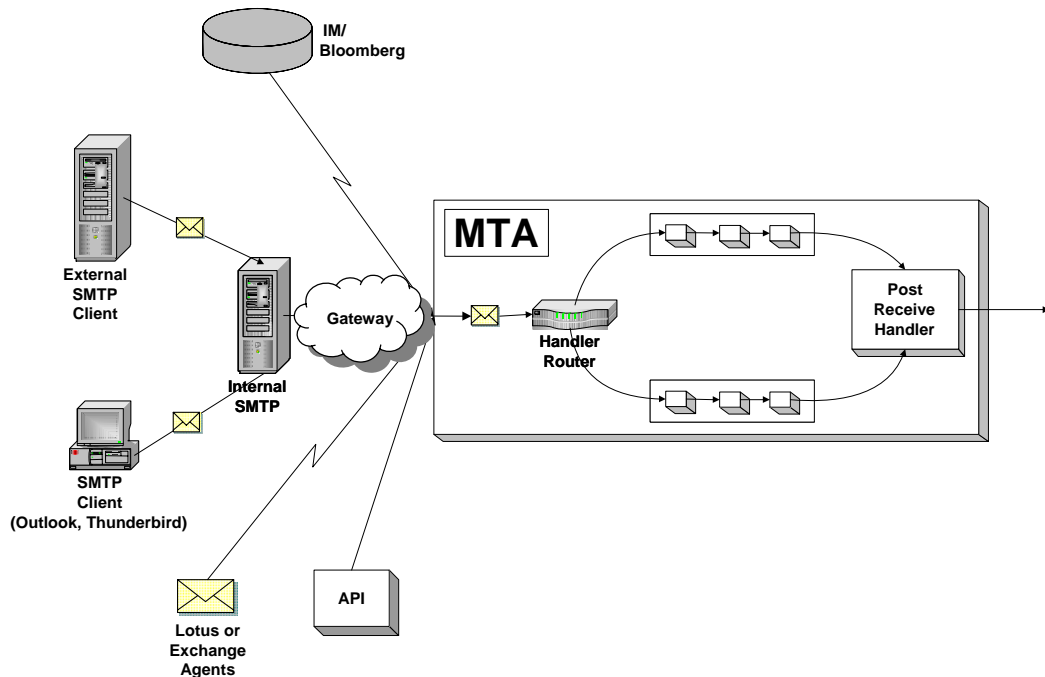 IM/
Bloomberg
External
SMTP
Client
Internal
SMTP
Gateway
MTA
Handler
Router
Post
Receive
Handler
SMTP
Client
(Outlook, Thunderbird)
Lotus or
Exchange
Agents
API